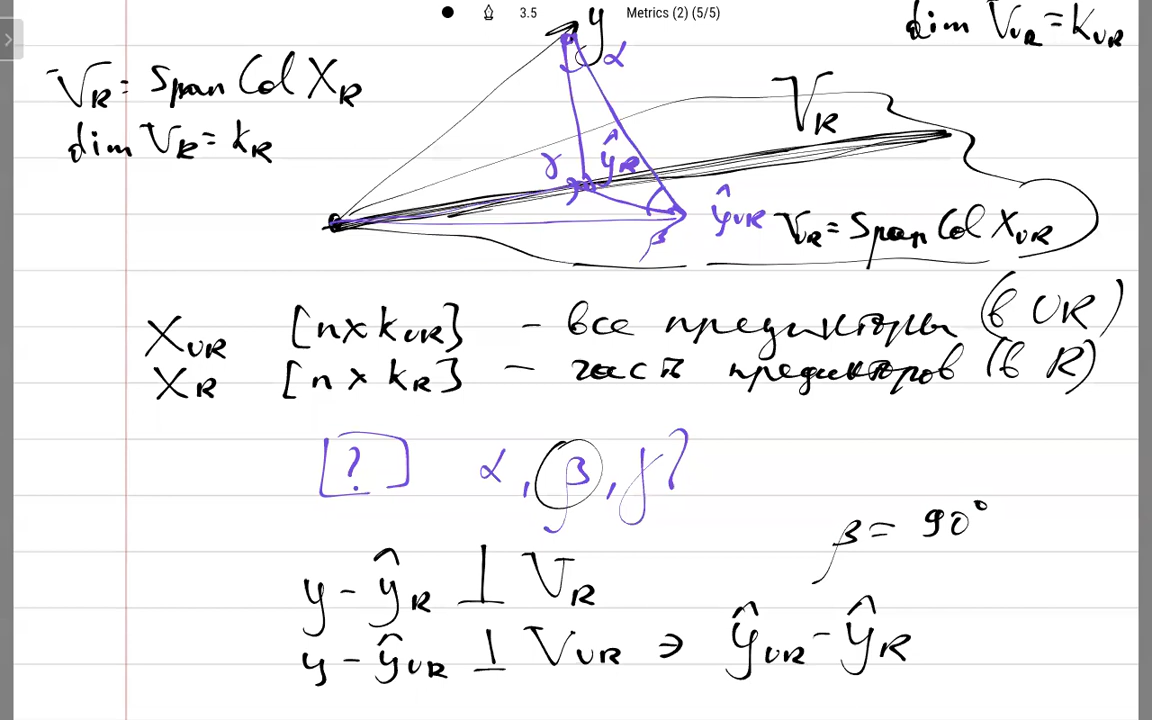 3.5 Metrics (2) (5/5)
y
α
dim V_UR = k_UR
V_R = Span Col X_R
dim V_R = k_R
V_R
γ ŷ_R
ŷ_UR V_R = Span Col X_UR
β
X_UR [n × k_UR] – все предикторы (в UR)
X_R [n × k_R] – часть предикторов (в R)
[?] α, β, γ?
β = 90°
y - ŷ_R ⊥ V_R
y - ŷ_UR ⊥ V_UR ∋ ŷ_UR - ŷ_R